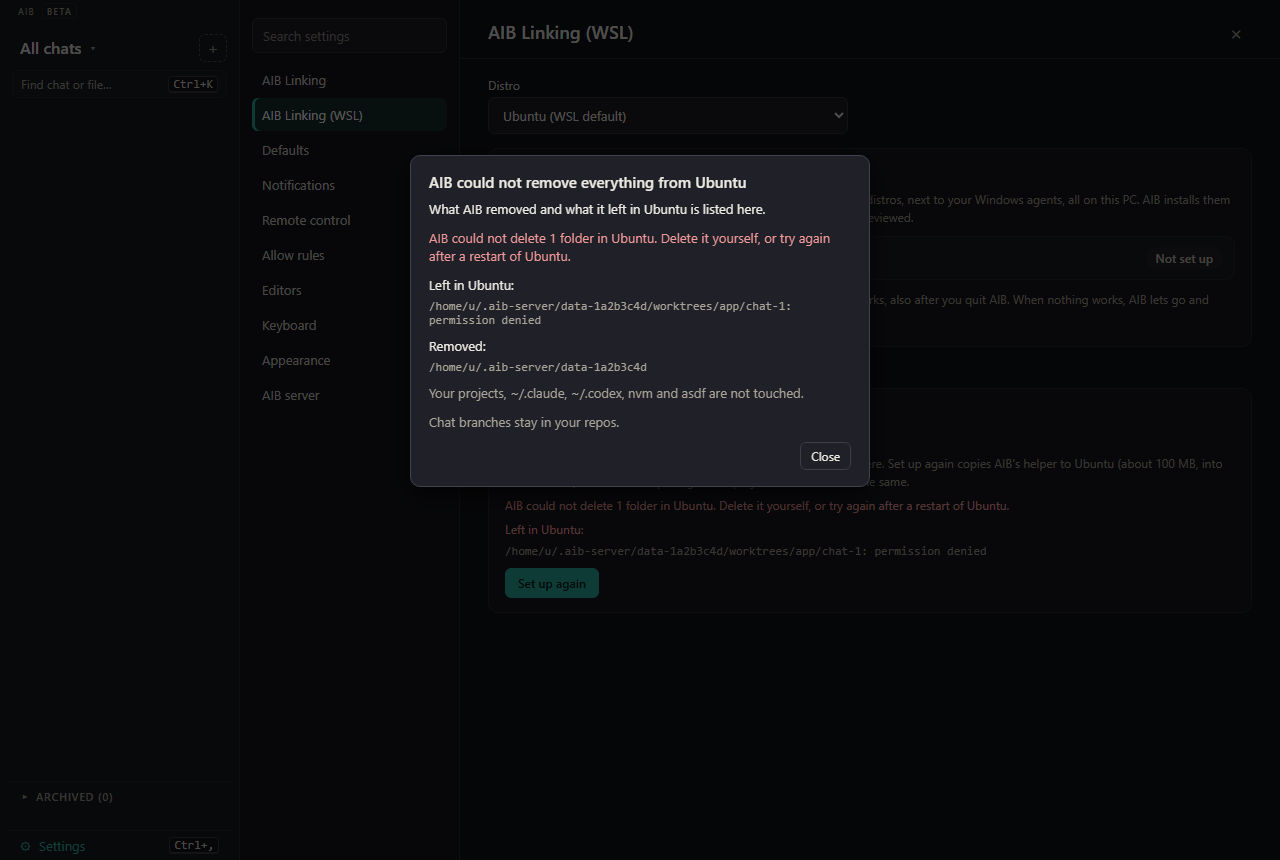 AIB BETA
All chats
+
Find chat or file... Ctrl+K
ARCHIVED (0)
Settings Ctrl+,
Search settings
AIB Linking
AIB Linking (WSL)
Defaults
Notifications
Remote control
Allow rules
Editors
Keyboard
Appearance
AIB server
AIB Linking (WSL)
×
Distro
Ubuntu (WSL default)
distros, next to your Windows agents, all on this PC. AIB installs them
Not set up
also after you quit AIB. When nothing works, AIB lets go and
AIB could not remove everything from Ubuntu
What AIB removed and what it left in Ubuntu is listed here.
AIB could not delete 1 folder in Ubuntu. Delete it yourself, or try again
after a restart of Ubuntu.
Left in Ubuntu:
/home/u/.aib-server/data-1a2b3c4d/worktrees/app/chat-1:
permission denied
Removed:
/home/u/.aib-server/data-1a2b3c4d
Your projects, ~/.claude, ~/.codex, nvm and asdf are not touched.
Chat branches stay in your repos.
Close
Set up again copies AIB's helper to Ubuntu (about 100 MB, into
same.
AIB could not delete 1 folder in Ubuntu. Delete it yourself, or try again after a restart of Ubuntu.
Left in Ubuntu:
/home/u/.aib-server/data-1a2b3c4d/worktrees/app/chat-1: permission denied
Set up again